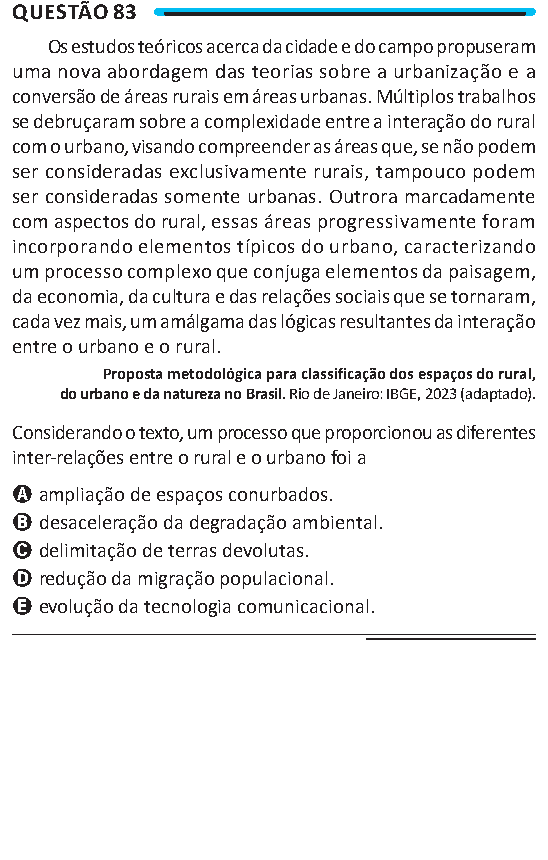 QUESTÃO 83
Os estudos teóricos acerca da cidade e do campo propuseram
uma nova abordagem das teorias sobre a urbanização e a
conversão de áreas rurais em áreas urbanas. Múltiplos trabalhos
se debruçaram sobre a complexidade entre a interação do rural
com o urbano, visando compreender as áreas que, se não podem
ser consideradas exclusivamente rurais, tampouco podem
ser consideradas somente urbanas. Outrora marcadamente
com aspectos do rural, essas áreas progressivamente foram
incorporando elementos típicos do urbano, caracterizando
um processo complexo que conjuga elementos da paisagem,
da economia, da cultura e das relações sociais que se tornaram,
cada vez mais, um amálgama das lógicas resultantes da interação
entre o urbano e o rural.
Proposta metodológica para classificação dos espaços do rural,
do urbano e da natureza no Brasil. Rio de Janeiro: IBGE, 2023 (adaptado).
Considerando o texto, um processo que proporcionou as diferentes
inter-relações entre o rural e o urbano foi a
A ampliação de espaços conurbados.
B desaceleração da degradação ambiental.
C delimitação de terras devolutas.
D redução da migração populacional.
E evolução da tecnologia comunicacional.